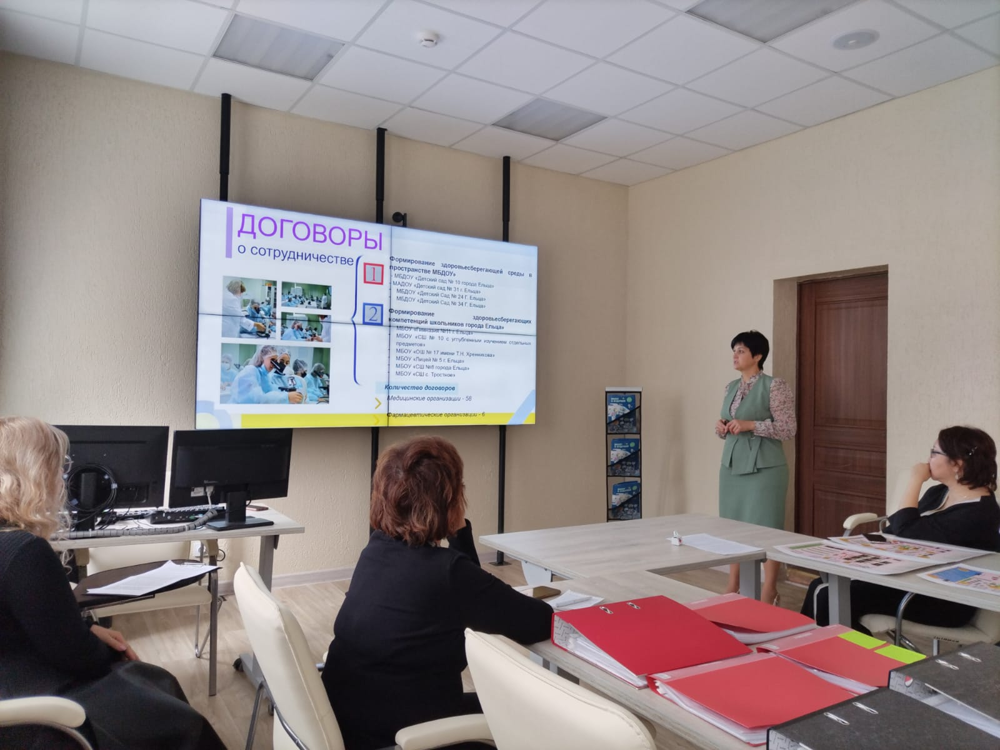 ДОГОВОРЫ
о сотрудничестве
1
Формирование здоровьесберегающей среды в
пространстве МБДОУ»
- МБДОУ «Детский сад № 10 города Ельца»
- МАДОУ «Детский сад № 31 г. Ельца»
МБДОУ «Детский Сад № 24 Г. Ельца»
МБДОУ «Детский Сад № 34 Г. Ельца»
2
Формирование здоровьесберегающих
компетенций школьников города Ельца»
МБОУ «Гимназия №11 г. Ельца»
МБОУ «СШ № 10 с углубленным изучением отдельных
предметов»
МБОУ «ОШ № 17 имени Т.Н. Хренникова»
МБОУ «Лицей № 5 г. Ельца»
МБОУ «СШ №8 города Ельца»
МБОУ «СШ с. Тростное»
Количество договоров
Медицинские организации - 58
Фармацевтические организации - 6